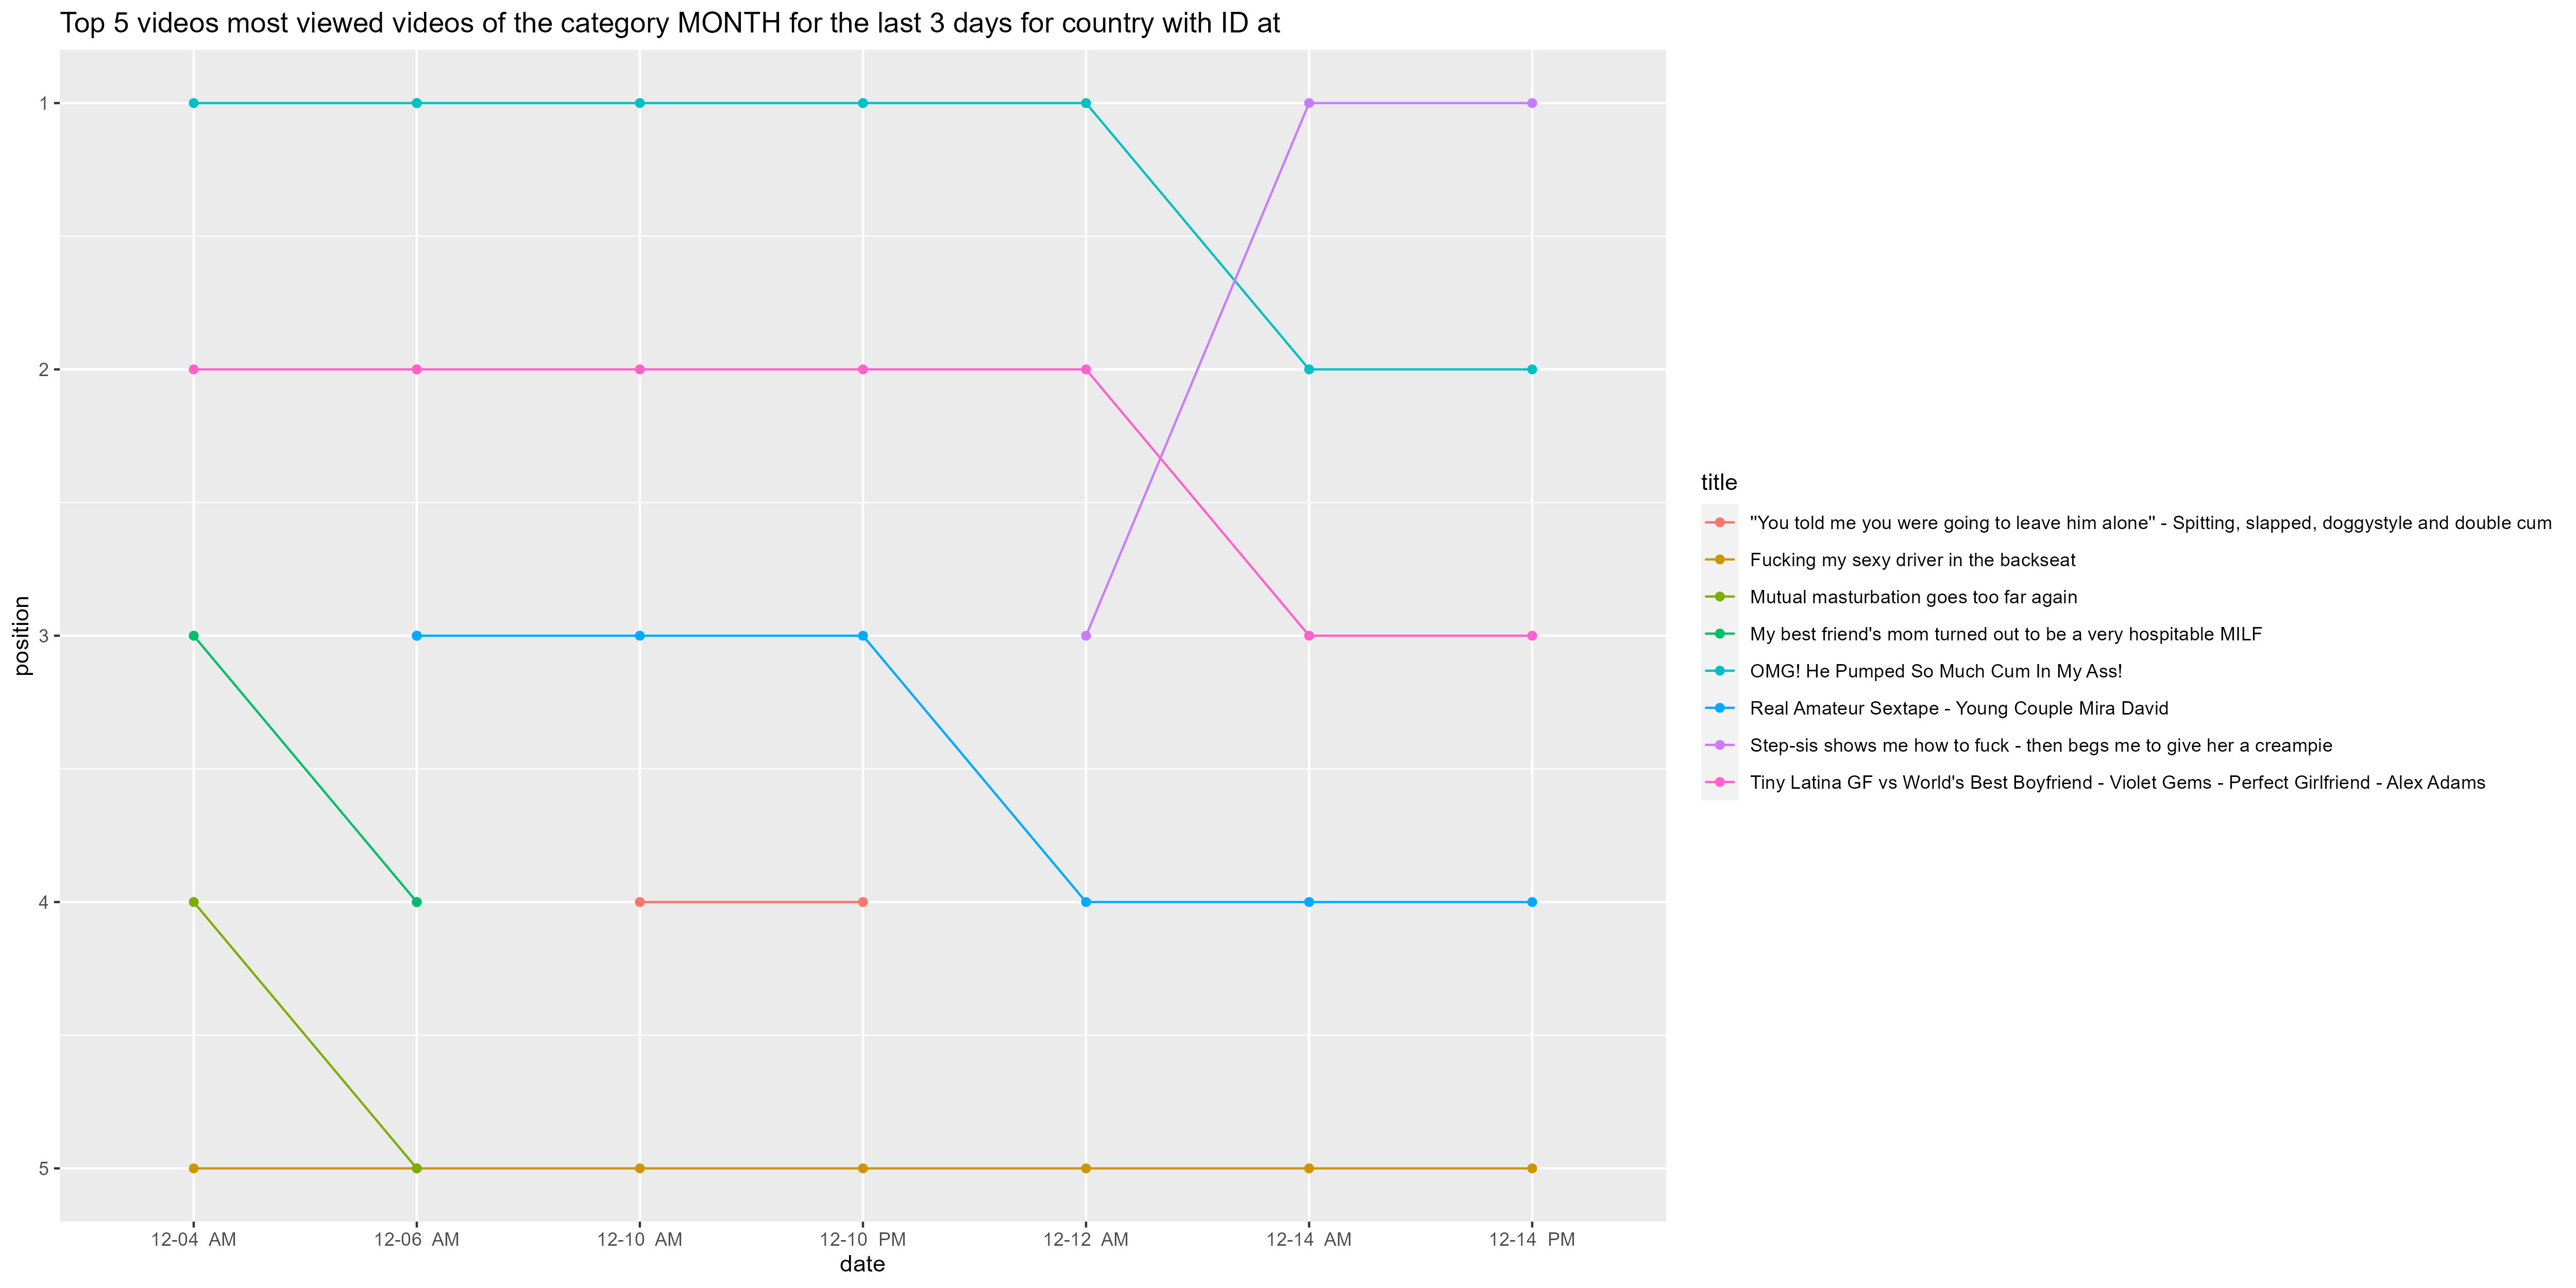 Top 5 videos most viewed videos of the category MONTH for the last 3 days for country with ID at
position
1
2
3
4
5
12-04 AM
12-06 AM
12-10 AM
12-10 PM
12-12 AM
12-14 AM
12-14 PM
date
title
"You told me you were going to leave him alone" - Spitting, slapped, doggystyle and double cum
Fucking my sexy driver in the backseat
Mutual masturbation goes too far again
My best friend's mom turned out to be a very hospitable MILF
OMG! He Pumped So Much Cum In My Ass!
Real Amateur Sextape - Young Couple Mira David
Step-sis shows me how to fuck - then begs me to give her a creampie
Tiny Latina GF vs World's Best Boyfriend - Violet Gems - Perfect Girlfriend - Alex Adams